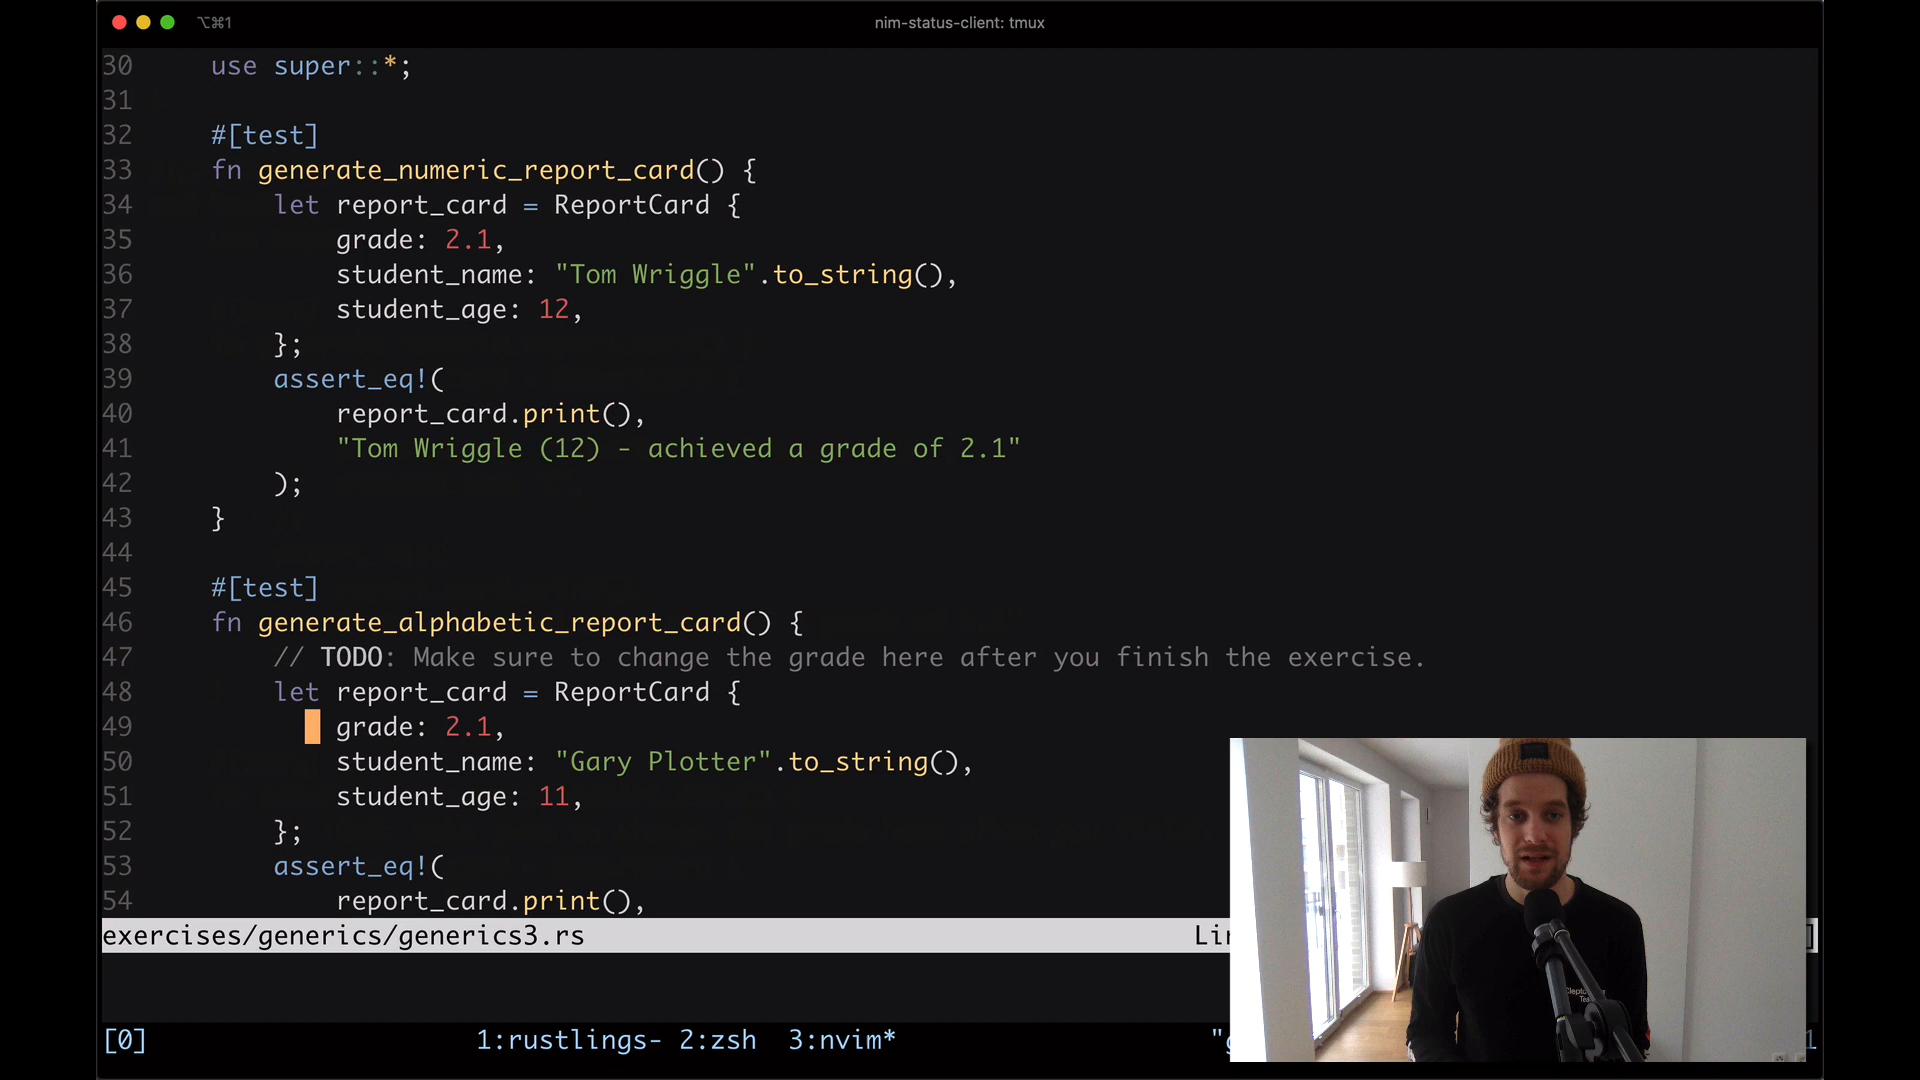 ⌥⌘1 nim-status-client: tmux
30 use super::*;
31
32 #[test]
33 fn generate_numeric_report_card() {
34 let report_card = ReportCard {
35 grade: 2.1,
36 student_name: "Tom Wriggle".to_string(),
37 student_age: 12,
38 };
39 assert_eq!(
40 report_card.print(),
41 "Tom Wriggle (12) - achieved a grade of 2.1"
42 );
43 }
44
45 #[test]
46 fn generate_alphabetic_report_card() {
47 // TODO: Make sure to change the grade here after you finish the exercise.
48 let report_card = ReportCard {
49 grade: 2.1,
50 student_name: "Gary Plotter".to_string(),
51 student_age: 11,
52 };
53 assert_eq!(
54 report_card.print(),
exercises/generics/generics3.rs
[0] 1:rustlings- 2:zsh 3:nvim*